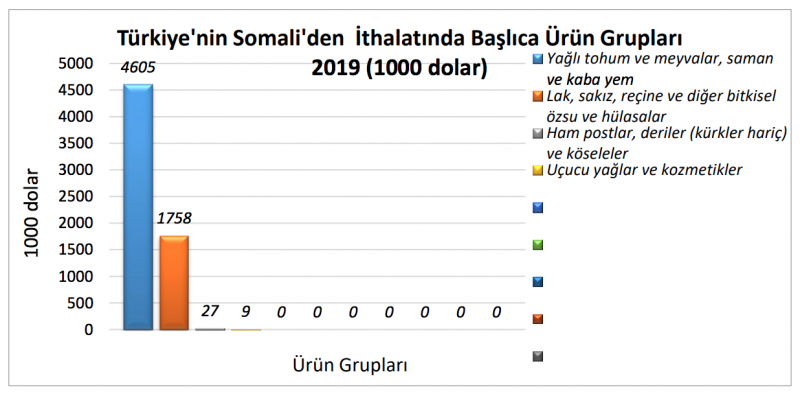 Türkiye'nin Somali'den İthalatında Başlıca Ürün Grupları
2019 (1000 dolar)
1000 dolar
5000
4500
4000
3500
3000
2500
2000
1500
1000
500
0
4605
1758
27
9
0
0
0
0
0
0
0
Ürün Grupları
Yağlı tohum ve meyvalar, saman
ve kaba yem
Lak, sakız, reçine ve diğer bitkisel
özsu ve hülasalar
Ham postlar, deriler (kürkler hariç)
ve köseleler
Uçucu yağlar ve kozmetikler